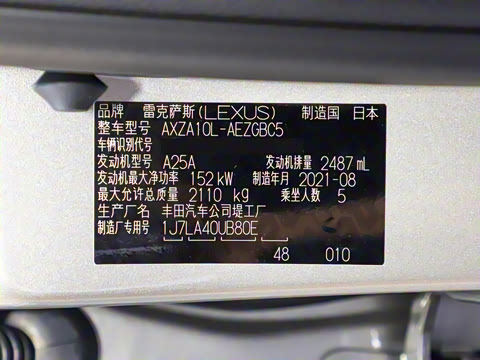 品牌 雷克萨斯(LEXUS) 制造国 日本
整车型号 AXZA10L-AEZGBC5
车辆识别代号
发动机型号 A25A 发动机排量 2487 mL
发动机最大净功率 152 kW 制造年月 2021-08
最大允许总质量 2110 kg 乘坐人数 5
生产厂名 丰田汽车公司堤工厂
制造厂专用号 1J7LA40UB80E
48 010